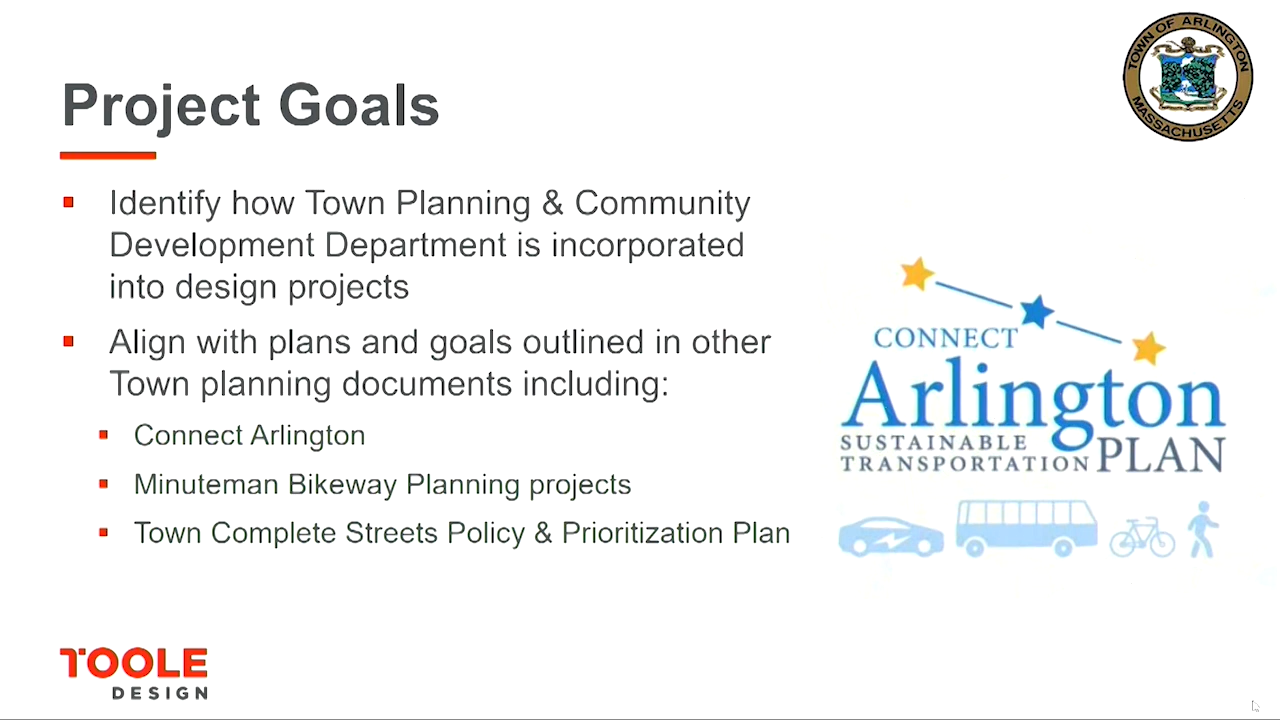 TOWN OF ARLINGTON
MASSACHUSETTS
Project Goals
Identify how Town Planning & Community
Development Department is incorporated
into design projects
Align with plans and goals outlined in other
Town planning documents including:
Connect Arlington
Minuteman Bikeway Planning projects
Town Complete Streets Policy & Prioritization Plan
CONNECT
Arlington
SUSTAINABLE
TRANSPORTATION PLAN
TOOLE
DESIGN